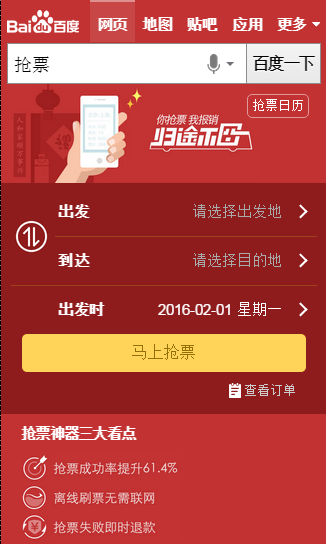 Bai百度 网页 地图 贴吧 应用 更多
抢票 百度一下
抢票日历
你抢票 我报销
归途不囧
出发 请选择出发地
到达 请选择目的地
出发时 2016-02-01 星期一
马上抢票
查看订单
抢票神器三大看点
抢票成功率提升61.4%
离线刷票无需联网
抢票失败即时退款